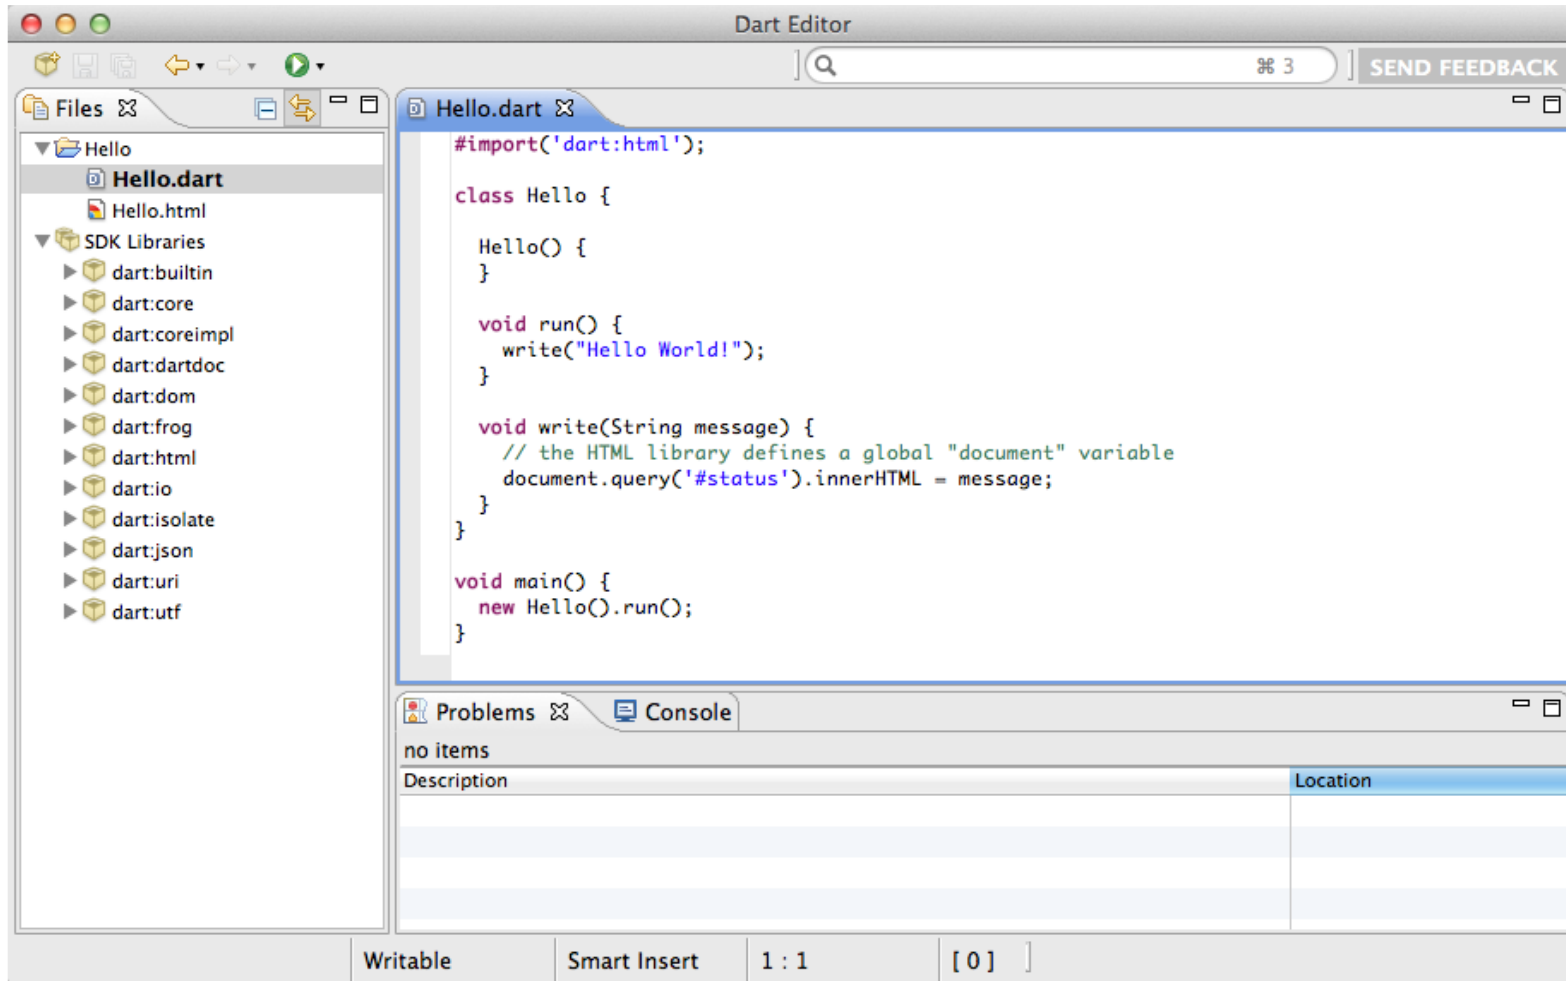 Dart Editor
⌘ 3
SEND FEEDBACK
Files
Hello
Hello.dart
Hello.html
SDK Libraries
dart:builtin
dart:core
dart:coreimpl
dart:dartdoc
dart:dom
dart:frog
dart:html
dart:io
dart:isolate
dart:json
dart:uri
dart:utf
Hello.dart
#import('dart:html');
class Hello {
Hello() {
}
void run() {
write("Hello World!");
}
void write(String message) {
// the HTML library defines a global "document" variable
document.query('#status').innerHTML = message;
}
}
void main() {
new Hello().run();
}
Problems Console
no items
Description Location
Writable Smart Insert 1 : 1 [ 0 ]